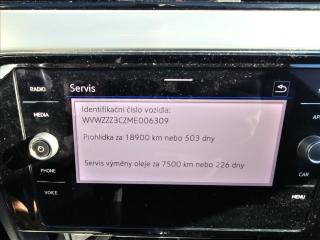 Servis
RADIO
MEDIA
PHONE
VOICE
Identifikační číslo vozidla:
WVWZZZ3CZME006309
Prohlídka za 18900 km nebo 503 dny
Servis výměny oleje za 7500 km nebo 226 dny
CAR
MENU